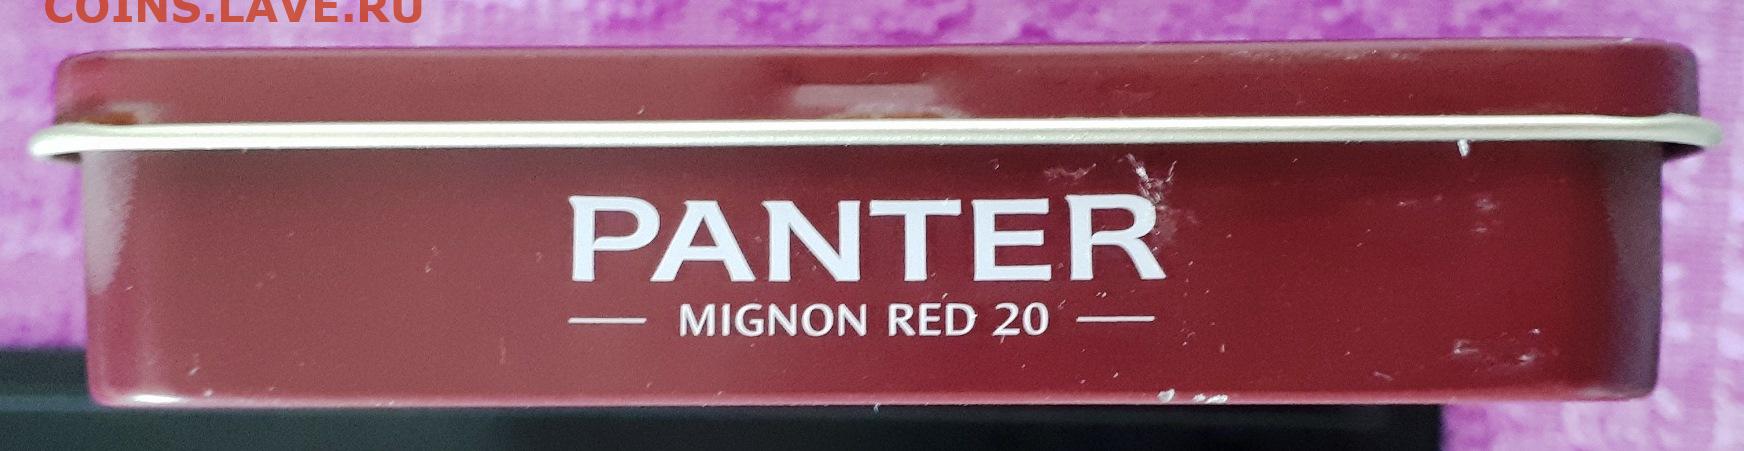 COINS.LAVE.RU
PANTER
MIGNON RED 20